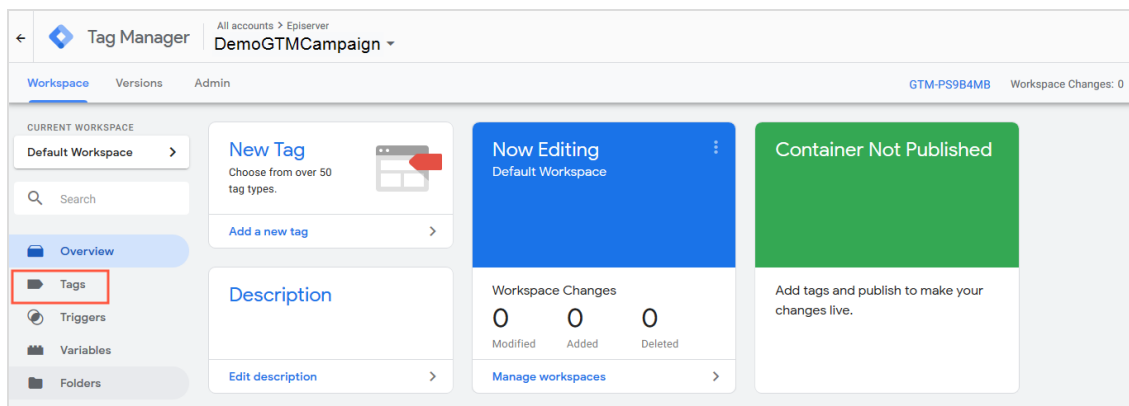 All accounts > Episerver
Tag Manager
DemoGTMCampaign
Workspace Versions Admin
GTM-PS9B4MB Workspace Changes: 0
CURRENT WORKSPACE
Default Workspace
Search
Overview
Tags
Triggers
Variables
Folders
New Tag
Choose from over 50
tag types.
Add a new tag
Description
Edit description
Now Editing
Default Workspace
Workspace Changes
0 0 0
Modified Added Deleted
Manage workspaces
Container Not Published
Add tags and publish to make your
changes live.